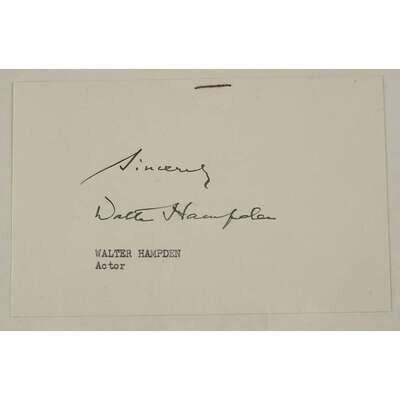 Sincerely
Walter Hampden
WALTER HAMPDEN
Actor